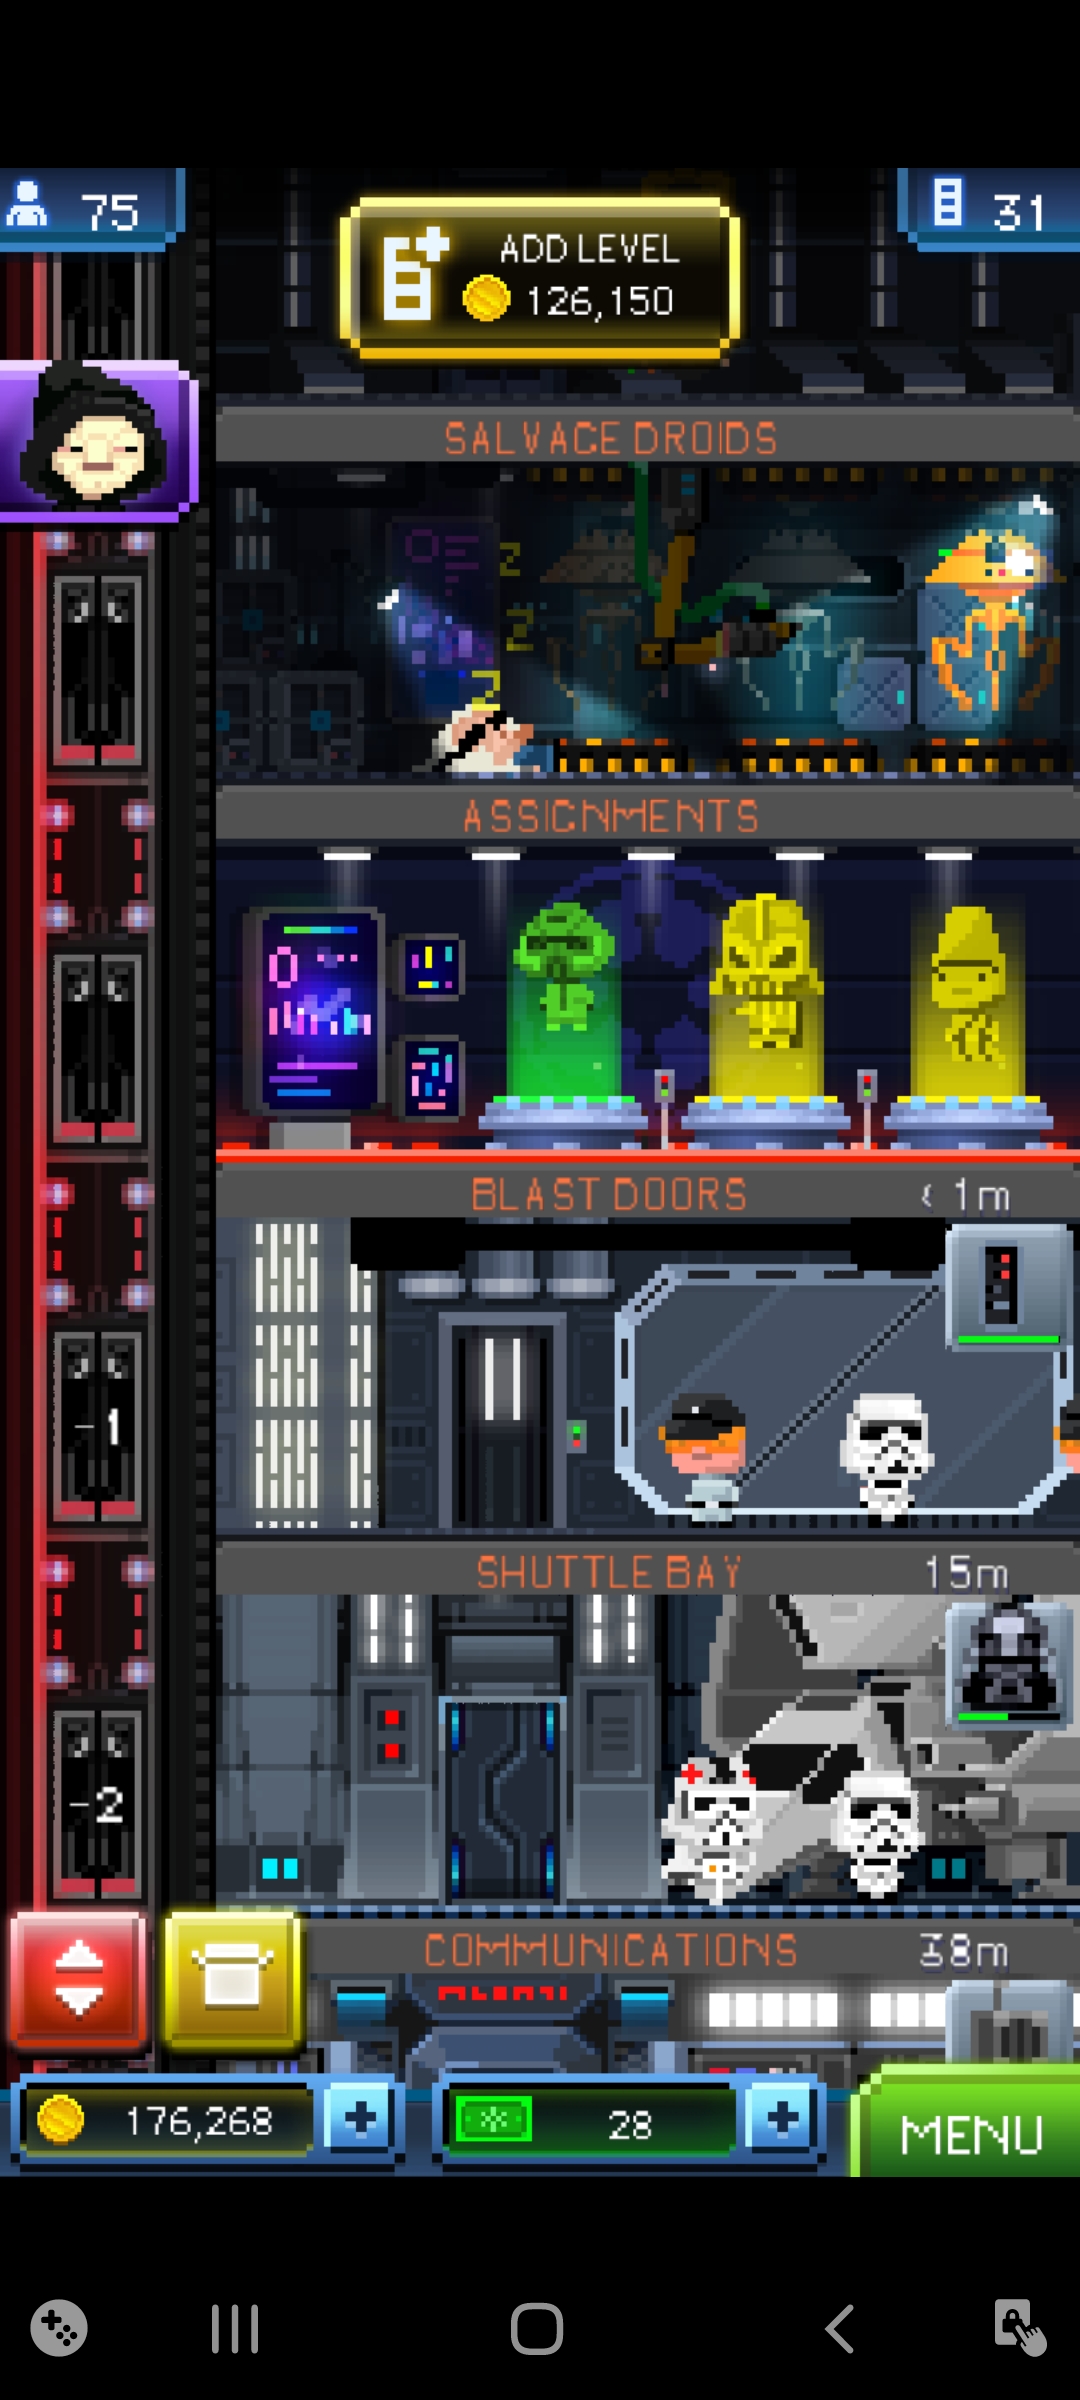 75
ADD LEVEL
126,150
31
SALVAGE DROIDS
Z
Z
Z
ASSIGNMENTS
BLAST DOORS < 1m
-1
SHUTTLE BAY 15m
-2
COMMUNICATIONS 38m
176,268
28
MENU